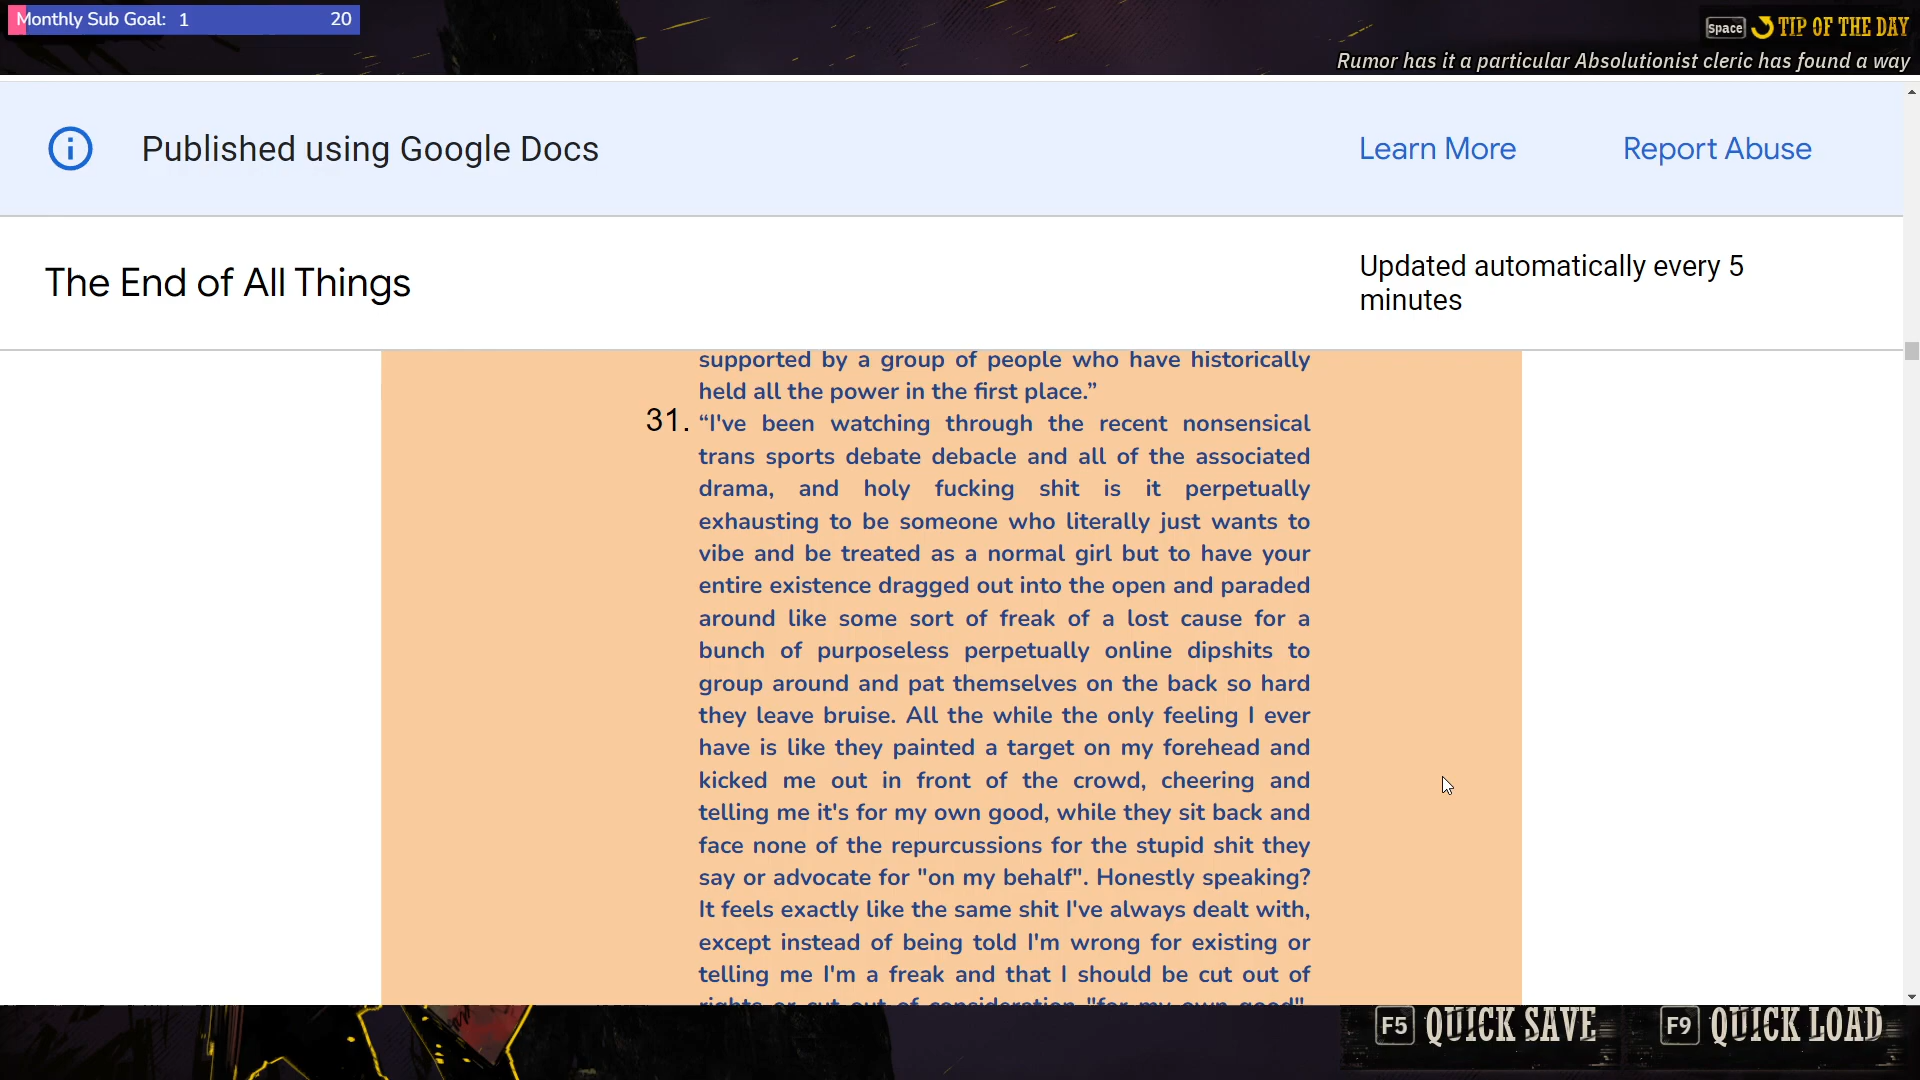 Monthly Sub Goal: 1 20
Space TIP OF THE DAY
Rumor has it a particular Absolutionist cleric has found a way
Published using Google Docs
Learn More
Report Abuse
The End of All Things
Updated automatically every 5
minutes
supported by a group of people who have historically
held all the power in the first place.”
31. “I've been watching through the recent nonsensical
trans sports debate debacle and all of the associated
drama, and holy fucking shit is it perpetually
exhausting to be someone who literally just wants to
vibe and be treated as a normal girl but to have your
entire existence dragged out into the open and paraded
around like some sort of freak of a lost cause for a
bunch of purposeless perpetually online dipshits to
group around and pat themselves on the back so hard
they leave bruise. All the while the only feeling I ever
have is like they painted a target on my forehead and
kicked me out in front of the crowd, cheering and
telling me it's for my own good, while they sit back and
face none of the repurcussions for the stupid shit they
say or advocate for "on my behalf". Honestly speaking?
It feels exactly like the same shit I've always dealt with,
except instead of being told I'm wrong for existing or
telling me I'm a freak and that I should be cut out of
rights or cut out of consideration "for my own good",
F5 QUICK SAVE
F9 QUICK LOAD